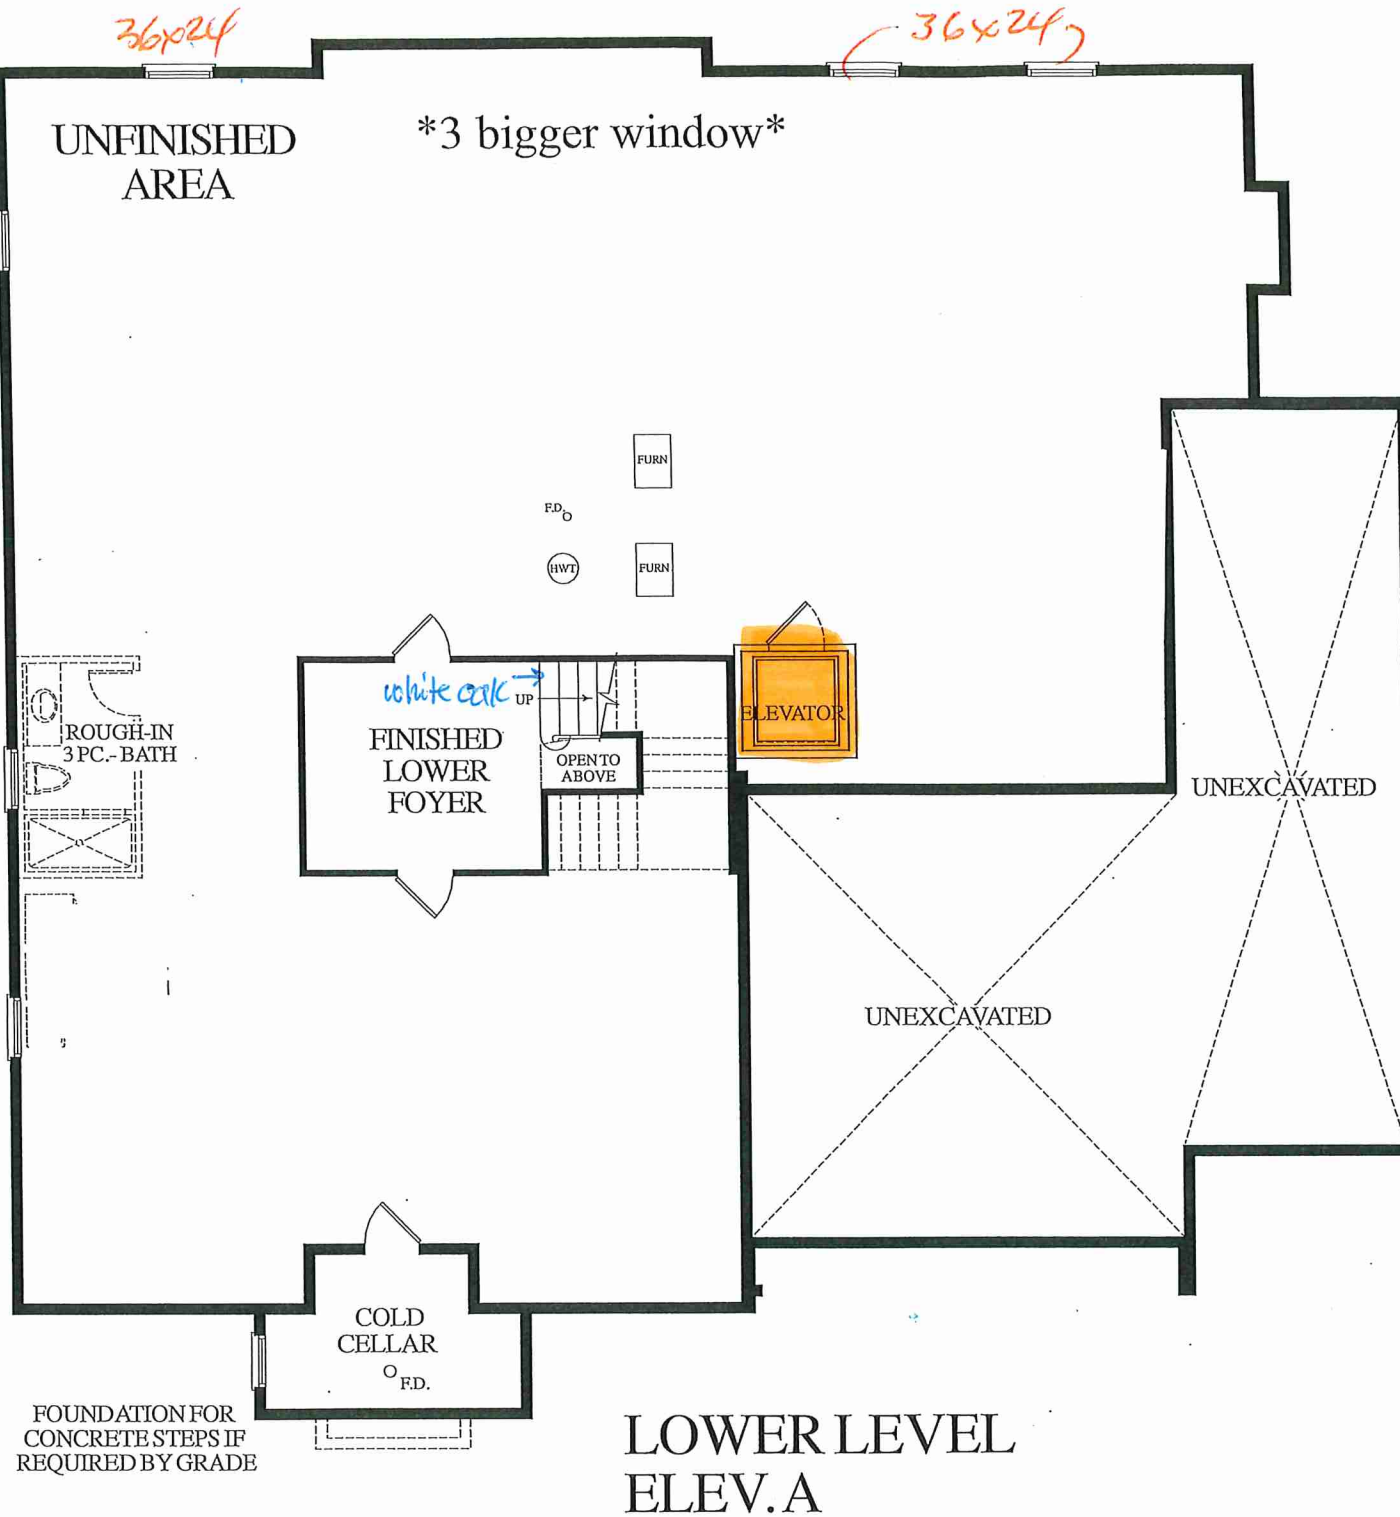 36x24
36x24
UNFINISHED
AREA
*3 bigger window*
FURN
F.D.
HWT
FURN
white oak →
UP
ELEVATOR
ROUGH-IN
3 PC.- BATH
FINISHED
LOWER
FOYER
OPEN TO
ABOVE
UNEXCAVATED
UNEXCAVATED
COLD
CELLAR
F.D.
FOUNDATION FOR
CONCRETE STEPS IF
REQUIRED BY GRADE
LOWER LEVEL
ELEV. A